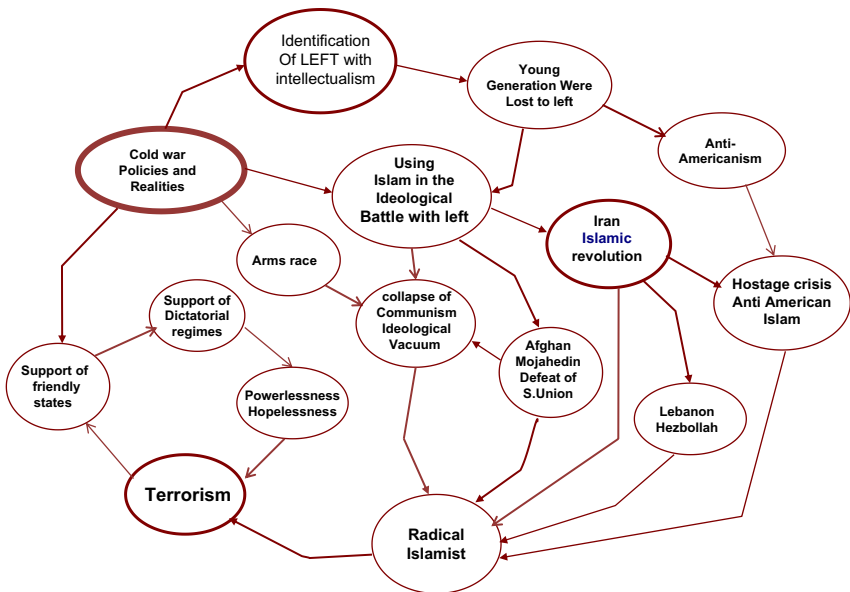 Identification
Of LEFT with
intellectualism
Young
Generation Were
Lost to left
Anti-
Americanism
Cold war
Policies and
Realities
Using
Islam in the
Ideological
Battle with left
Iran
Islamic
revolution
Arms race
Hostage crisis
Anti American
Islam
Support of
Dictatorial
regimes
collapse of
Communism
Ideological
Vacuum
Afghan
Mojahedin
Defeat of
S.Union
Support of
friendly
states
Powerlessness
Hopelessness
Lebanon
Hezbollah
Terrorism
Radical
Islamist